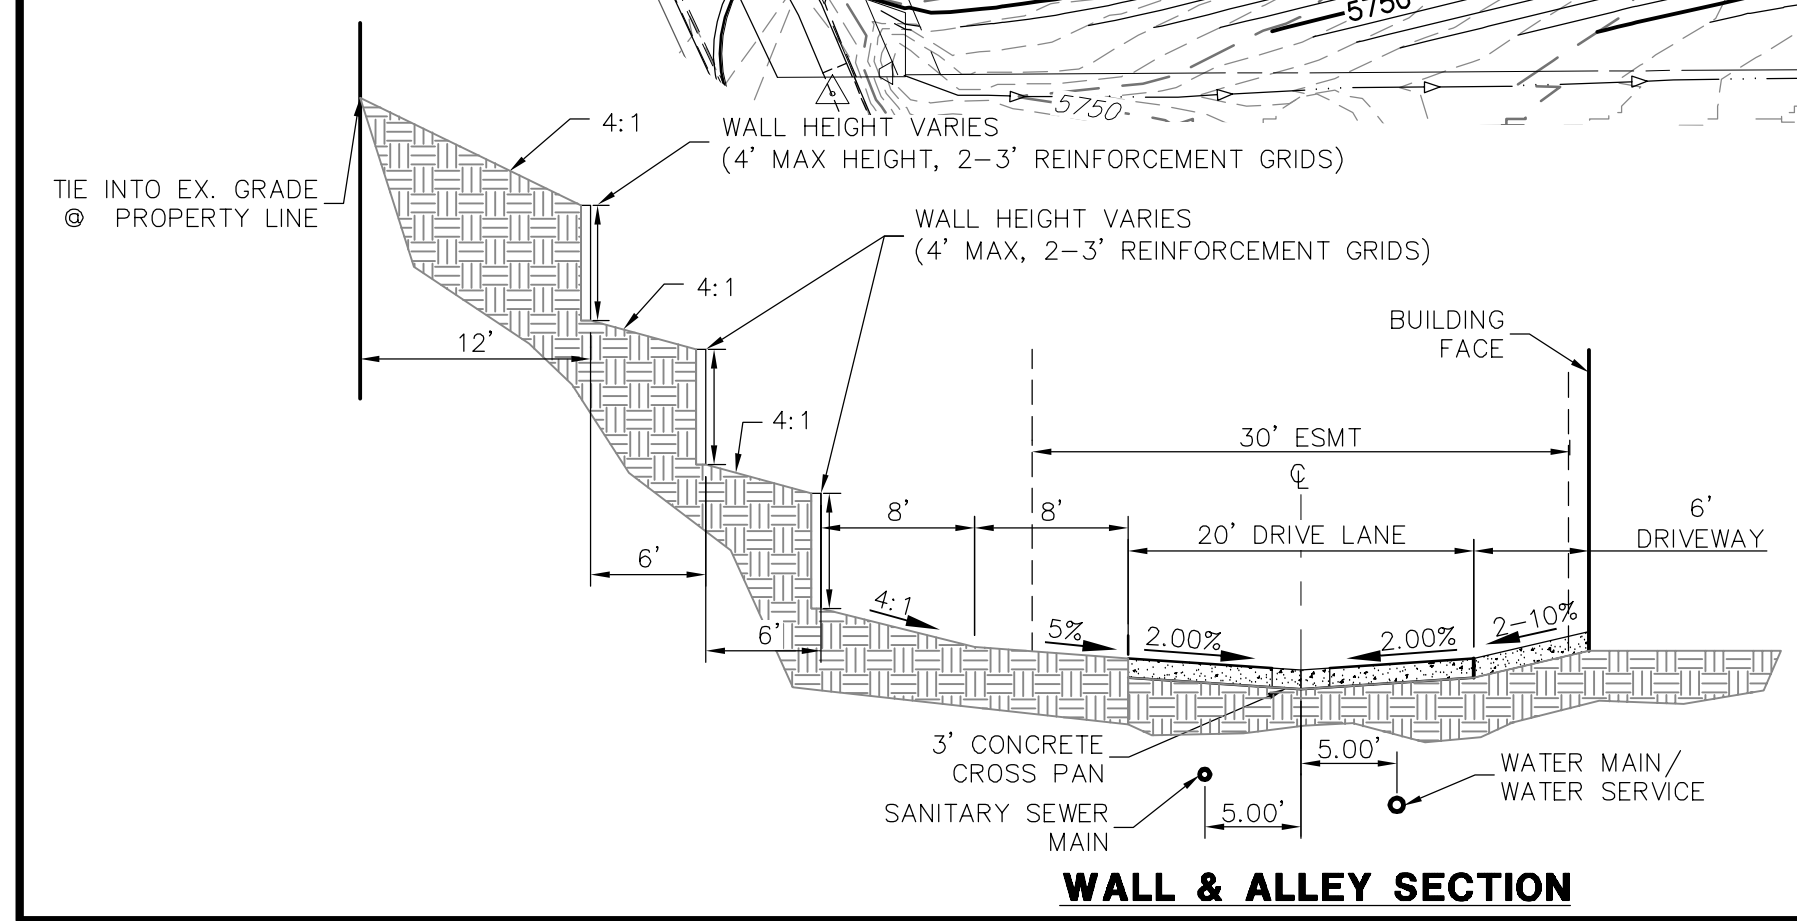 5750
5750
4:1
WALL HEIGHT VARIES
(4' MAX HEIGHT, 2-3' REINFORCEMENT GRIDS)
TIE INTO EX. GRADE
@ PROPERTY LINE
WALL HEIGHT VARIES
(4' MAX, 2-3' REINFORCEMENT GRIDS)
4:1
12'
BUILDING
FACE
4:1
30' ESMT
℄
8'
8'
20' DRIVE LANE
6'
DRIVEWAY
6'
4:1
6'
5%
2.00%
2.00%
2-10%
3' CONCRETE
CROSS PAN
5.00'
WATER MAIN/
WATER SERVICE
SANITARY SEWER
MAIN
5.00'
WALL & ALLEY SECTION